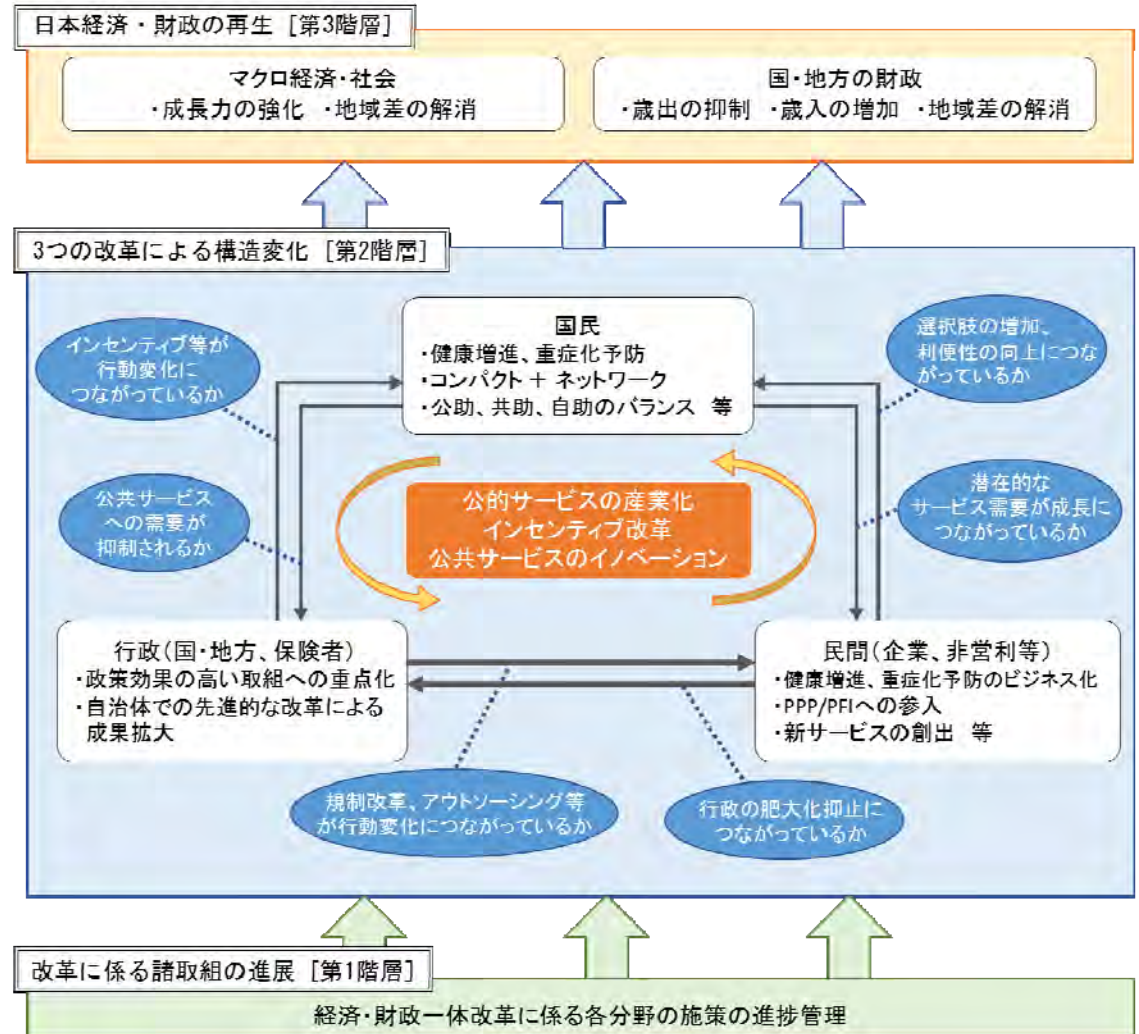 日本経済・財政の再生［第3階層］
マクロ経済・社会
・成長力の強化 ・地域差の解消
国・地方の財政
・歳出の抑制 ・歳入の増加 ・地域差の解消
3つの改革による構造変化［第2階層］
インセンティブ等が
行動変化に
つながっているか
国民
・健康増進、重症化予防
・コンパクト ＋ ネットワーク
・公助、共助、自助のバランス 等
選択肢の増加、
利便性の向上につな
がっているか
公共サービス
への需要が
抑制されるか
公的サービスの産業化
インセンティブ改革
公共サービスのイノベーション
潜在的な
サービス需要が成長に
つながっているか
行政(国・地方、保険者)
・政策効果の高い取組への重点化
・自治体での先進的な改革による
成果拡大
民間(企業、非営利等)
・健康増進、重症化予防のビジネス化
・PPP/PFIへの参入
・新サービスの創出 等
規制改革、アウトソーシング等
が行動変化につながっているか
行政の肥大化抑止に
つながっているか
改革に係る諸取組の進展［第1階層］
経済・財政一体改革に係る各分野の施策の進捗管理